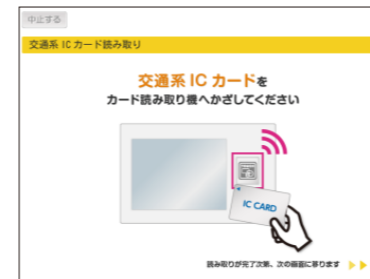 中止する
交通系 IC カード読み取り
交通系 IC カードを
カード読み取り機へかざしてください
IC CARD
読み取りが完了次第、次の画面に移ります